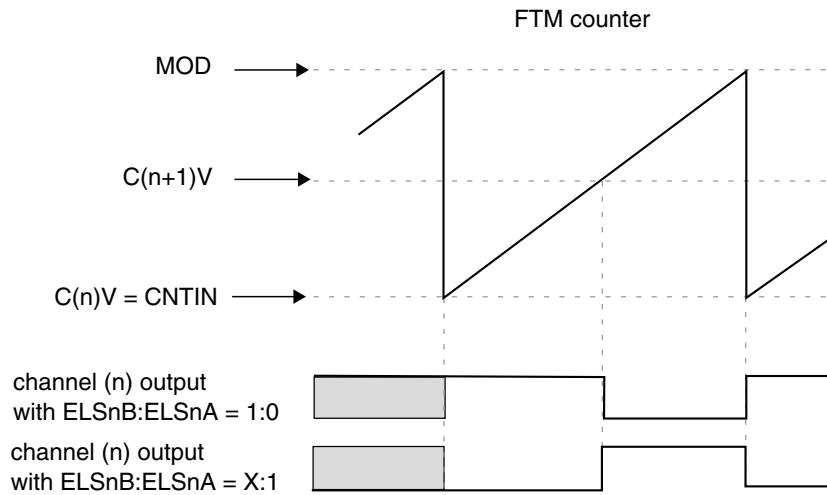 FTM counter
MOD
C(n+1)V
C(n)V = CNTIN
channel (n) output
with ELSnB:ELSnA = 1:0
channel (n) output
with ELSnB:ELSnA = X:1